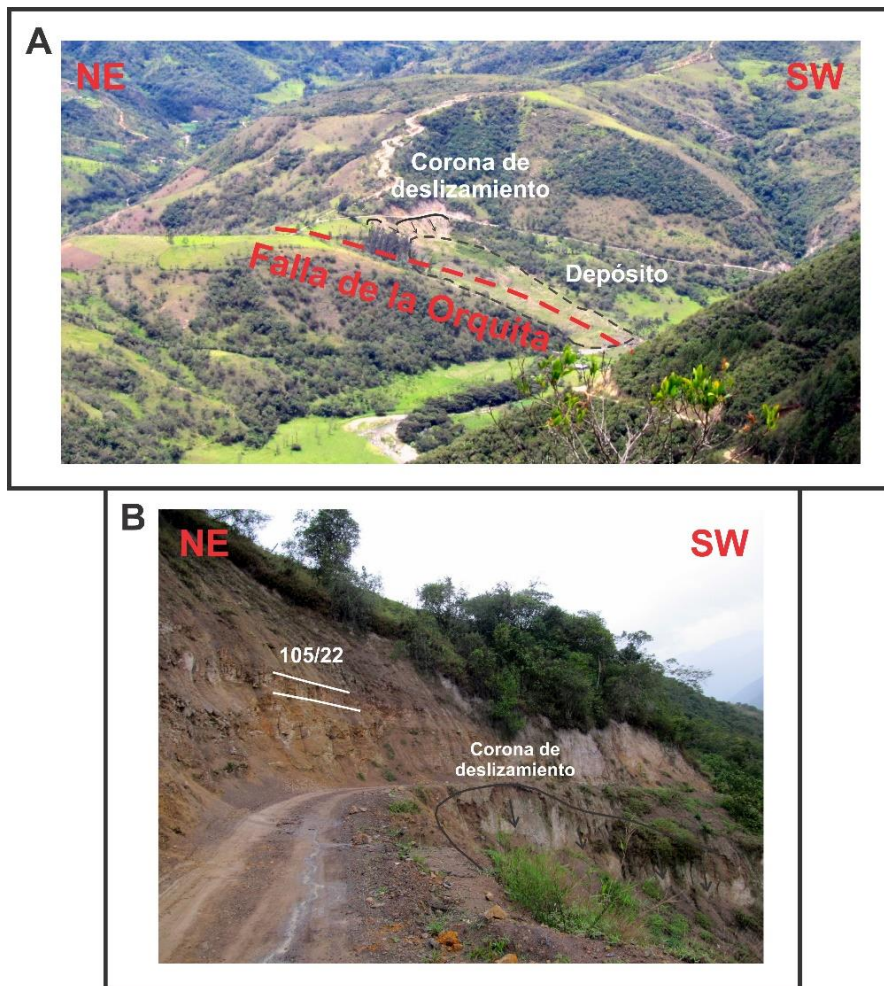 A
NE
SW
Corona de
deslizamiento
Depósito
Falla de la Orquita
B
NE
SW
105/22
Corona de
deslizamiento